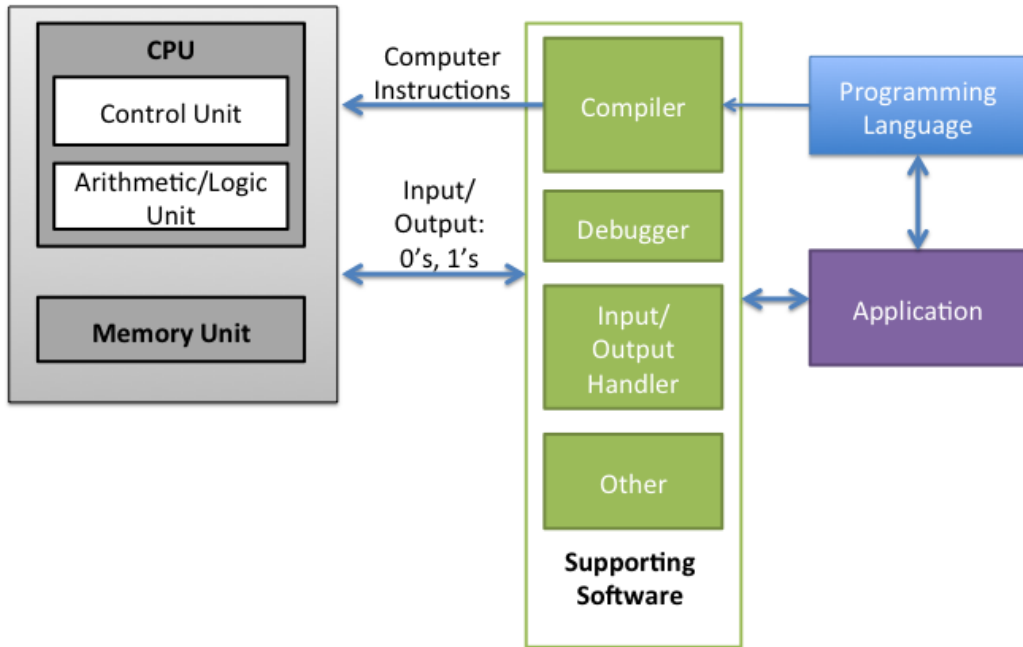 CPU
Control Unit
Arithmetic/Logic
Unit
Memory Unit
Computer
Instructions
Input/
Output:
0's, 1's
Compiler
Debugger
Input/
Output
Handler
Other
Supporting
Software
Programming
Language
Application